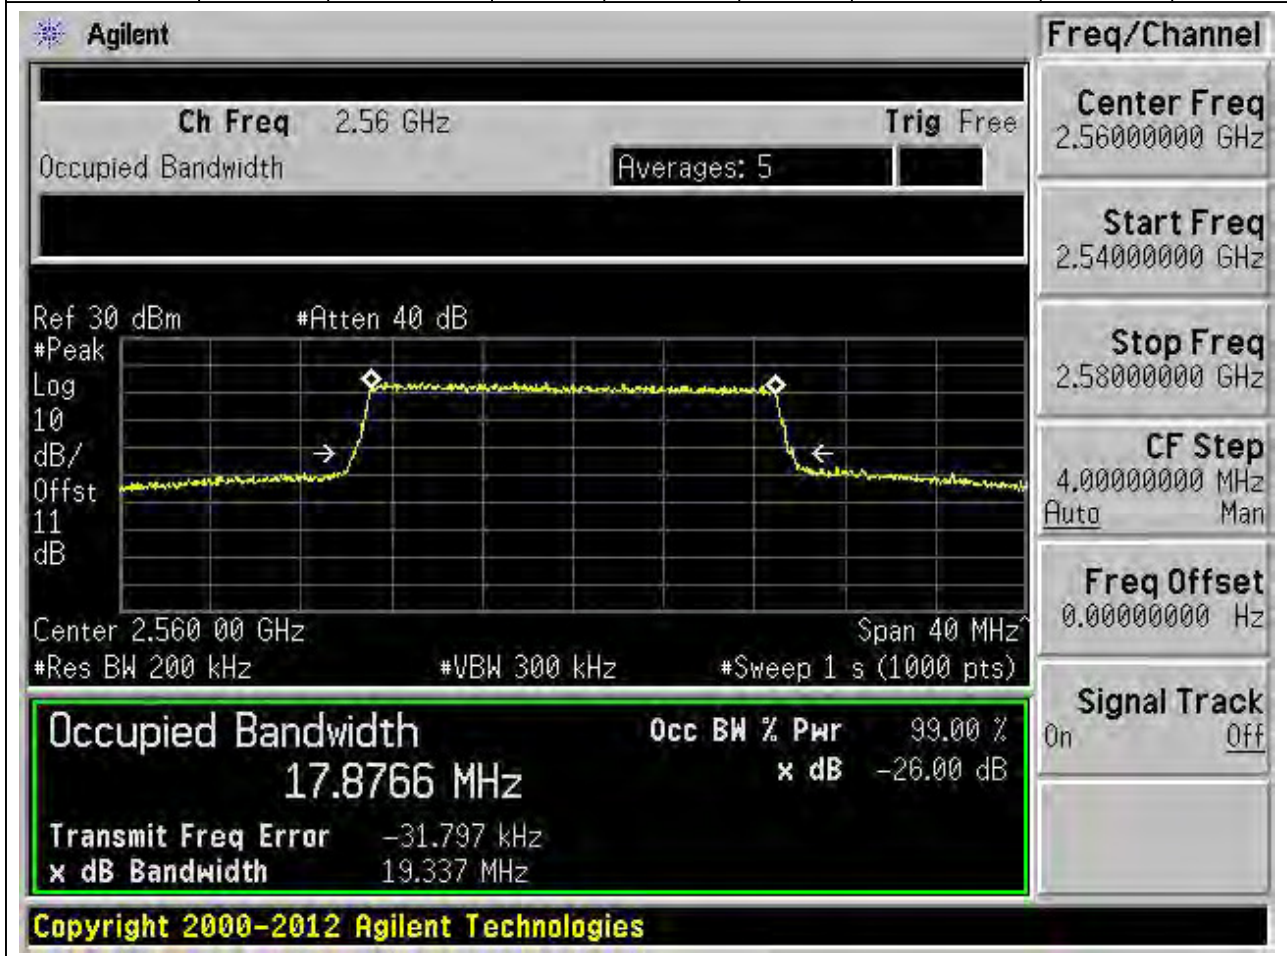 Agilent
Freq/Channel
Ch Freq 2.56 GHz Trig Free
Occupied Bandwidth Averages: 5
Center Freq
2.56000000 GHz
Start Freq
2.54000000 GHz
Stop Freq
2.58000000 GHz
CF Step
4.00000000 MHz
Auto Man
Freq Offset
0.00000000 Hz
Signal Track
On Off
Ref 30 dBm #Atten 40 dB
#Peak
Log
10
dB/
Offst
11
dB
Center 2.560 00 GHz Span 40 MHz^
#Res BW 200 kHz #VBW 300 kHz #Sweep 1 s (1000 pts)
Occupied Bandwidth Occ BW % Pwr 99.00 %
17.8766 MHz x dB -26.00 dB
Transmit Freq Error -31.797 kHz
x dB Bandwidth 19.337 MHz
Copyright 2000-2012 Agilent Technologies